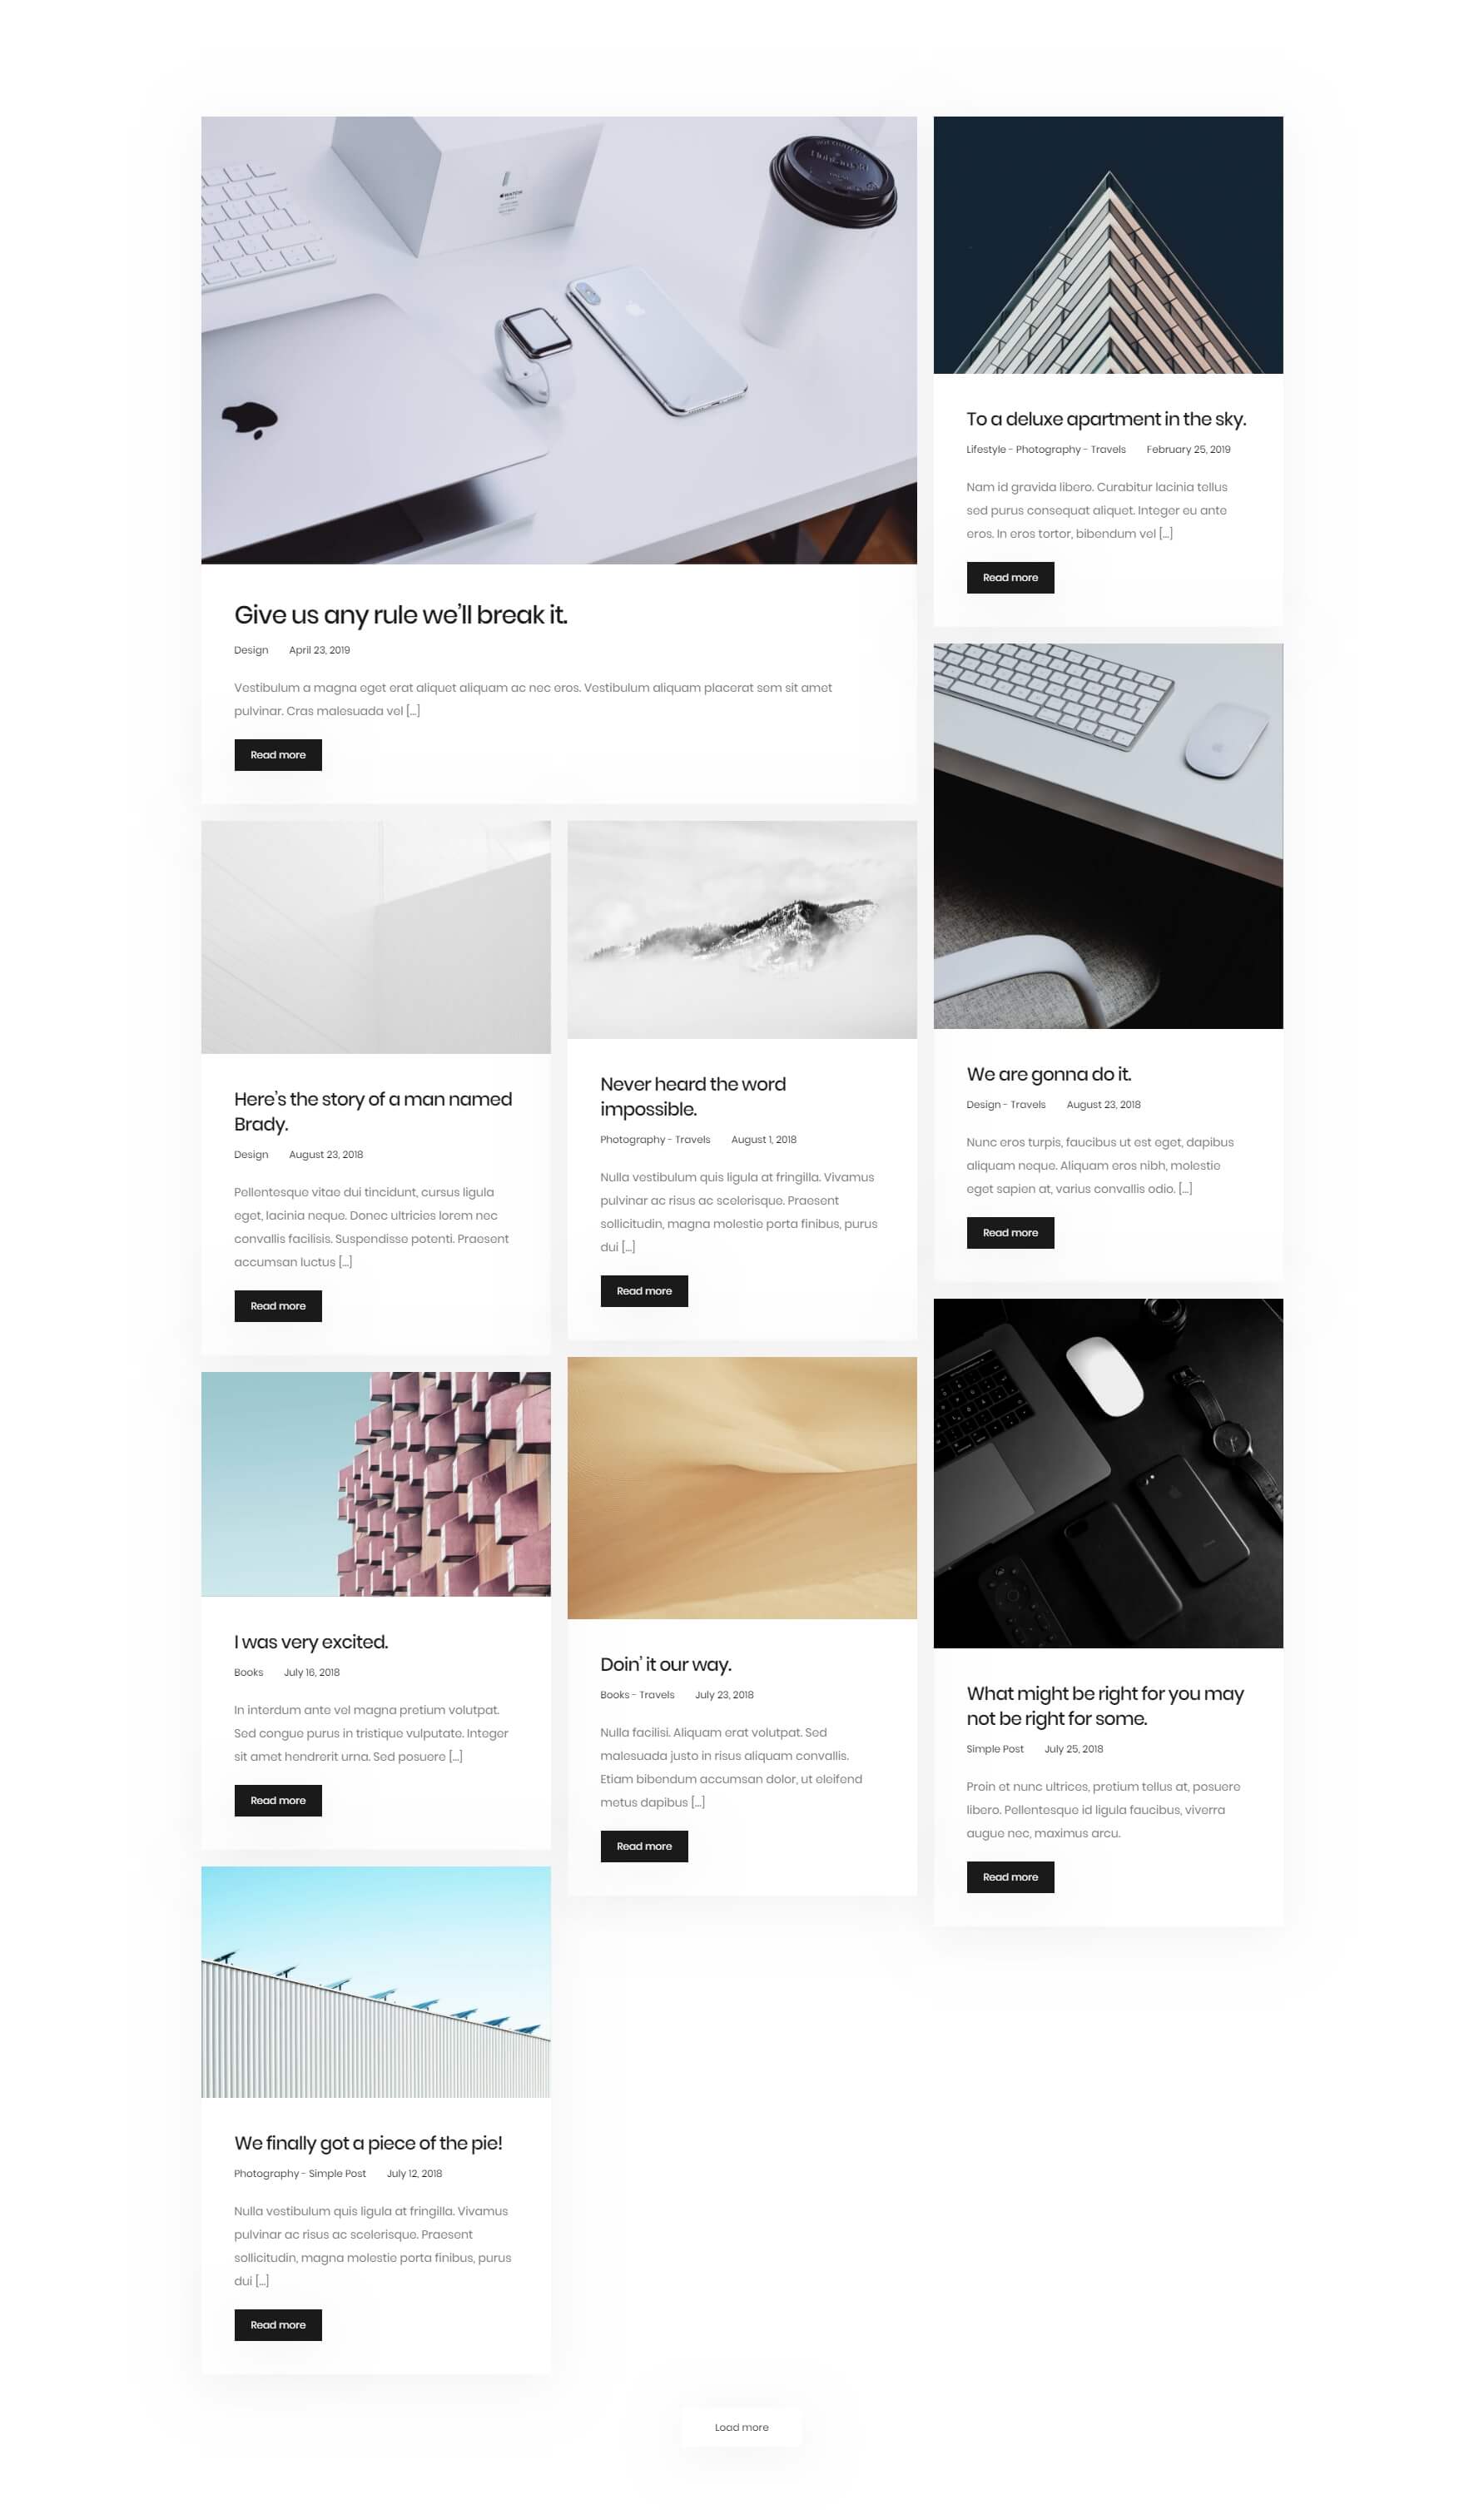 WATCH
Give us any rule we'll break it.
Design April 23, 2019
Vestibulum a magna eget erat aliquet aliquam ac nec eros. Vestibulum aliquam placerat sem sit amet
pulvinar. Cras malesuada vel [...]
Read more
To a deluxe apartment in the sky.
Lifestyle - Photography - Travels February 25, 2019
Nam id gravida libero. Curabitur lacinia tellus
sed purus consequat aliquet. Integer eu ante
eros. In eros tortor, bibendum vel [...]
Read more
Here's the story of a man named
Brady.
Design August 23, 2018
Pellentesque vitae dui tincidunt, cursus ligula
eget, lacinia neque. Donec ultricies lorem nec
convallis facilisis. Suspendisse potenti. Praesent
accumsan luctus [...]
Read more
Never heard the word
impossible.
Photography - Travels August 1, 2018
Nulla vestibulum quis ligula at fringilla. Vivamus
pulvinar ac risus ac scelerisque. Praesent
sollicitudin, magna molestie porta finibus, purus
dui [...]
Read more
We are gonna do it.
Design - Travels August 23, 2018
Nunc eros turpis, faucibus ut est eget, dapibus
aliquam neque. Aliquam eros nibh, molestie
eget sapien at, varius convallis odio. [...]
Read more
I was very excited.
Books July 16, 2018
In interdum ante vel magna pretium volutpat.
Sed congue purus in tristique vulputate. Integer
sit amet hendrerit urna. Sed posuere [...]
Read more
Doin' it our way.
Books - Travels July 23, 2018
Nulla facilisi. Aliquam erat volutpat. Sed
malesuada justo in risus aliquam convallis.
Etiam bibendum accumsan dolor, ut eleifend
metus dapibus [...]
Read more
What might be right for you may
not be right for some.
Simple Post July 25, 2018
Proin et nunc ultrices, pretium tellus at, posuere
libero. Pellentesque id ligula faucibus, viverra
augue nec, maximus arcu.
Read more
We finally got a piece of the pie!
Photography - Simple Post July 12, 2018
Nulla vestibulum quis ligula at fringilla. Vivamus
pulvinar ac risus ac scelerisque. Praesent
sollicitudin, magna molestie porta finibus, purus
dui [...]
Read more
Load more